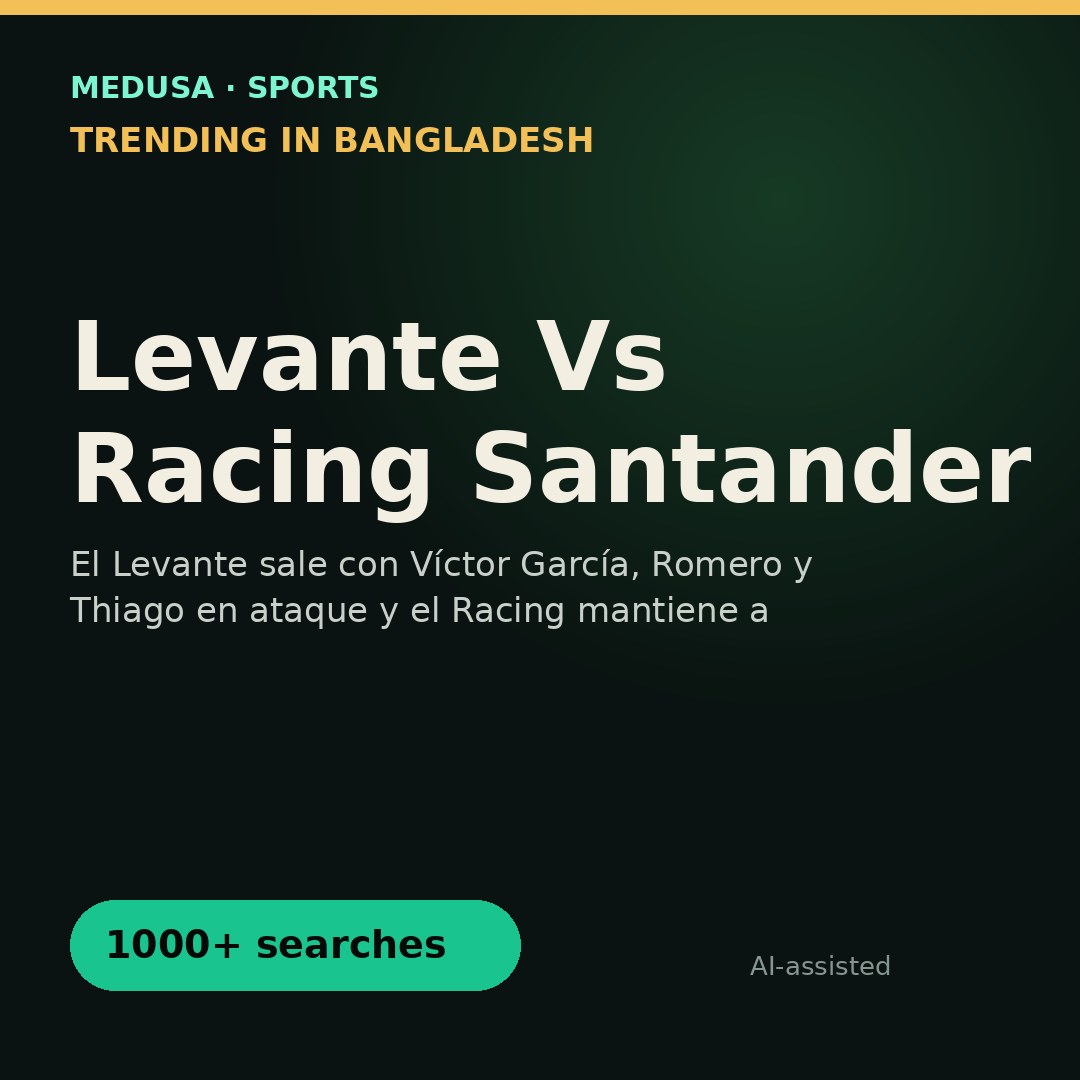 MEDUSA · SPORTS
TRENDING IN BANGLADESH
Levante Vs
Racing Santander
El Levante sale con Víctor García, Romero y
Thiago en ataque y el Racing mantiene a
1000+ searches
AI-assisted